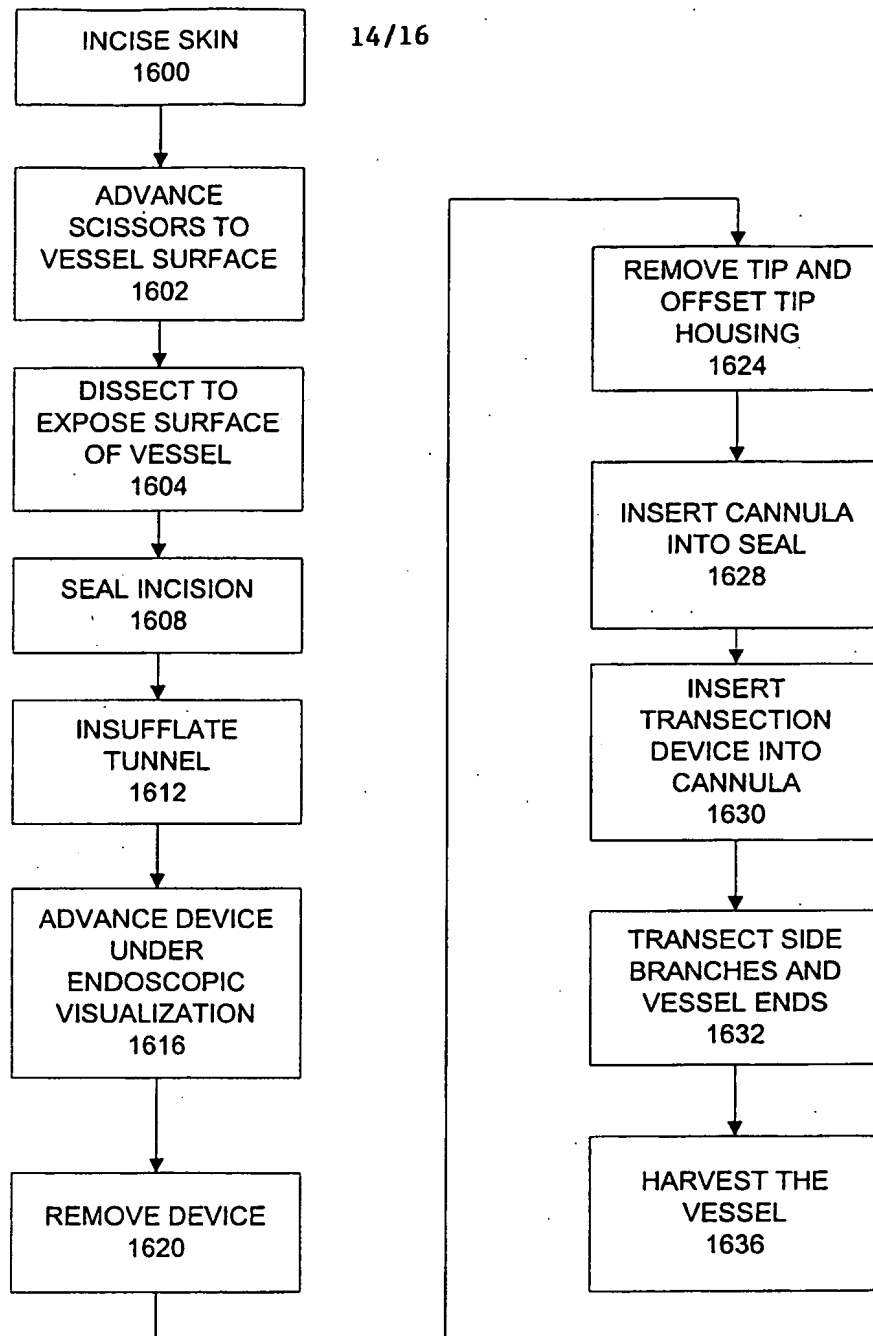 14/16
INCISE SKIN
1600
ADVANCE
SCISSORS TO
VESSEL SURFACE
1602
DISSECT TO
EXPOSE SURFACE
OF VESSEL
1604
SEAL INCISION
1608
INSUFFLATE
TUNNEL
1612
ADVANCE DEVICE
UNDER
ENDOSCOPIC
VISUALIZATION
1616
REMOVE DEVICE
1620
REMOVE TIP AND
OFFSET TIP
HOUSING
1624
INSERT CANNULA
INTO SEAL
1628
INSERT
TRANSECTION
DEVICE INTO
CANNULA
1630
TRANSECT SIDE
BRANCHES AND
VESSEL ENDS
1632
HARVEST THE
VESSEL
1636